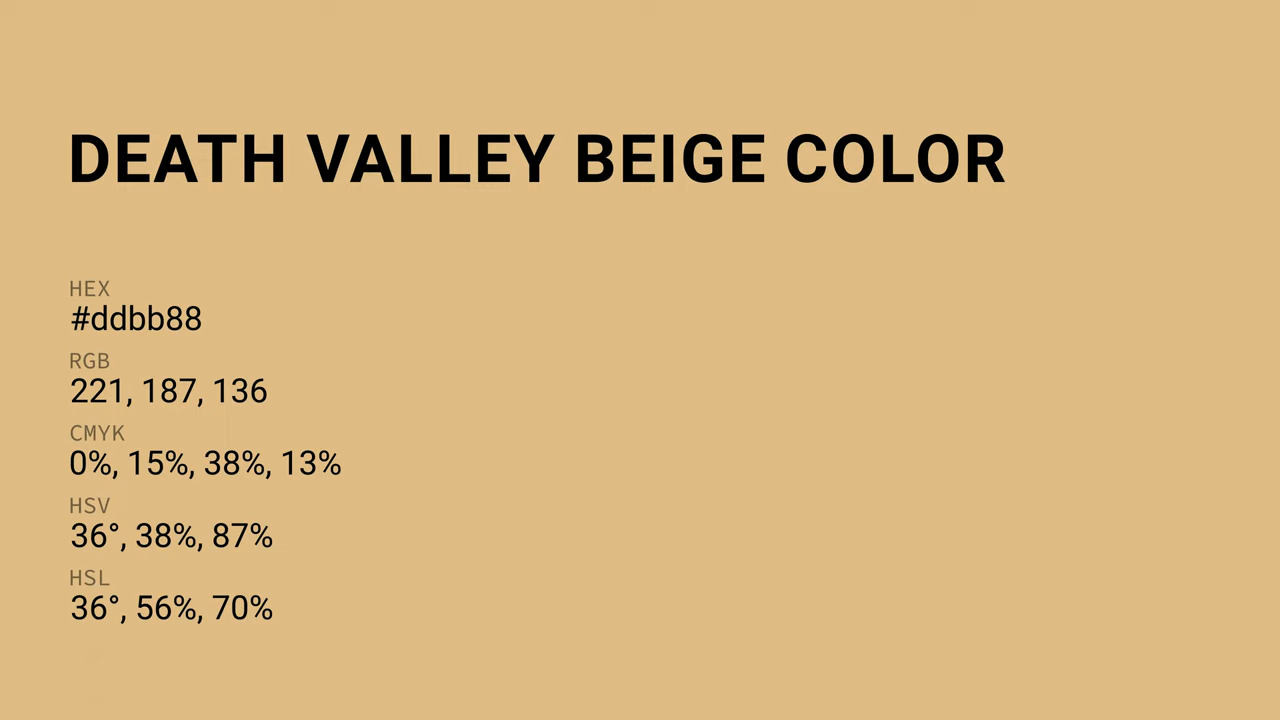 DEATH VALLEY BEIGE COLOR
HEX
#ddbb88
RGB
221, 187, 136
CMYK
0%, 15%, 38%, 13%
HSV
36°, 38%, 87%
HSL
36°, 56%, 70%